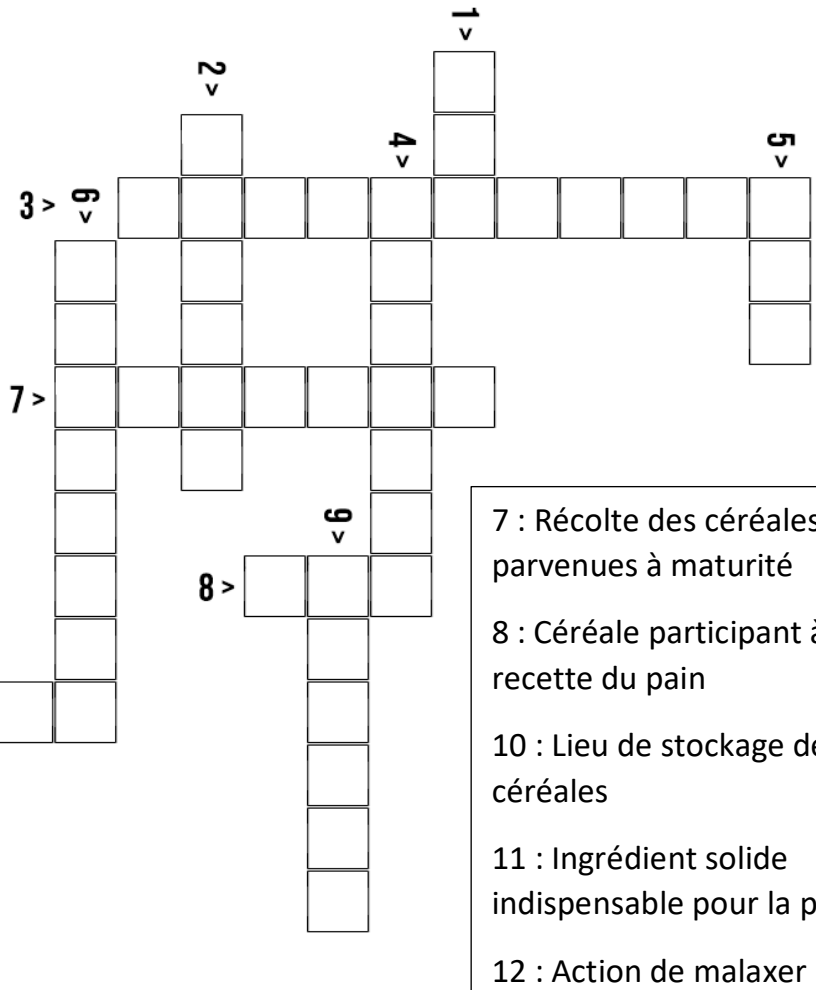 1 >
2 >
4 >
5 >
3 >
6 >
7 >
9 >
8 >
7 : Récolte des céréales
parvenues à maturité
8 : Céréale participant à
recette du pain
10 : Lieu de stockage de
céréales
11 : Ingrédient solide
indispensable pour la p
12 : Action de malaxer